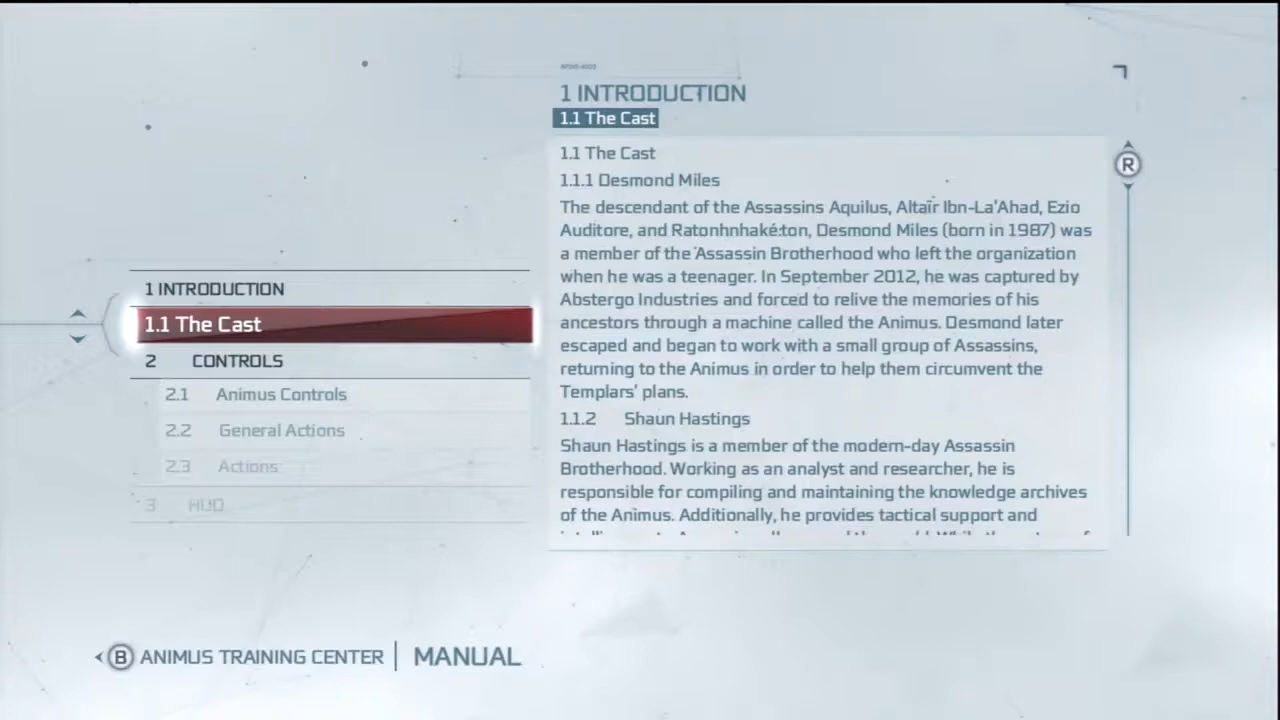 1 INTRODUCTION
1.1 The Cast
2 CONTROLS
2.1 Animus Controls
2.2 General Actions
2.3 Actions
3 HUD
B ANIMUS TRAINING CENTER | MANUAL
1 INTRODUCTION
1.1 The Cast
1.1 The Cast
1.1.1 Desmond Miles
The descendant of the Assassins Aquilus, Altaïr Ibn-La'Ahad, Ezio
Auditore, and Ratonhnhaké:ton, Desmond Miles (born in 1987) was
a member of the Assassin Brotherhood who left the organization
when he was a teenager. In September 2012, he was captured by
Abstergo Industries and forced to relive the memories of his
ancestors through a machine called the Animus. Desmond later
escaped and began to work with a small group of Assassins,
returning to the Animus in order to help them circumvent the
Templars' plans.
1.1.2 Shaun Hastings
Shaun Hastings is a member of the modern-day Assassin
Brotherhood. Working as an analyst and researcher, he is
responsible for compiling and maintaining the knowledge archives
of the Animus. Additionally, he provides tactical support and
R